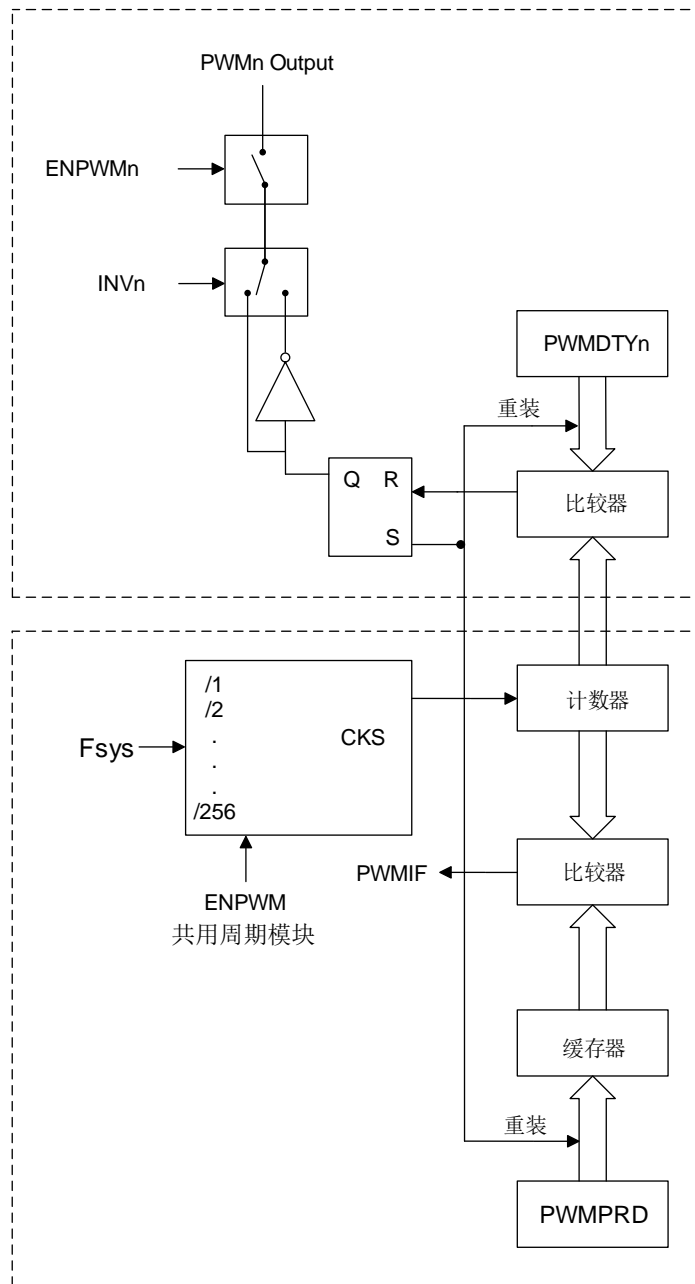 PWMn Output
ENPWMn
INVn
PWMDTYn
重装
Q R
S
比较器
/1
/2
.
.
.
/256
CKS
Fsys
计数器
PWMIF
比较器
ENPWM
共用周期模块
缓存器
重装
PWMPRD